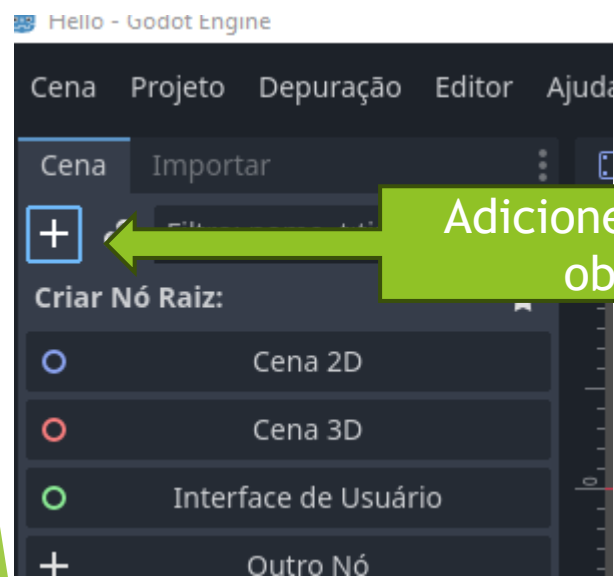 Hello - Godot Engine
Cena Projeto Depuração Editor Ajuda
Cena Importar
Adicione
ob
Criar Nó Raiz:
Cena 2D
Cena 3D
Interface de Usuário
Outro Nó
0